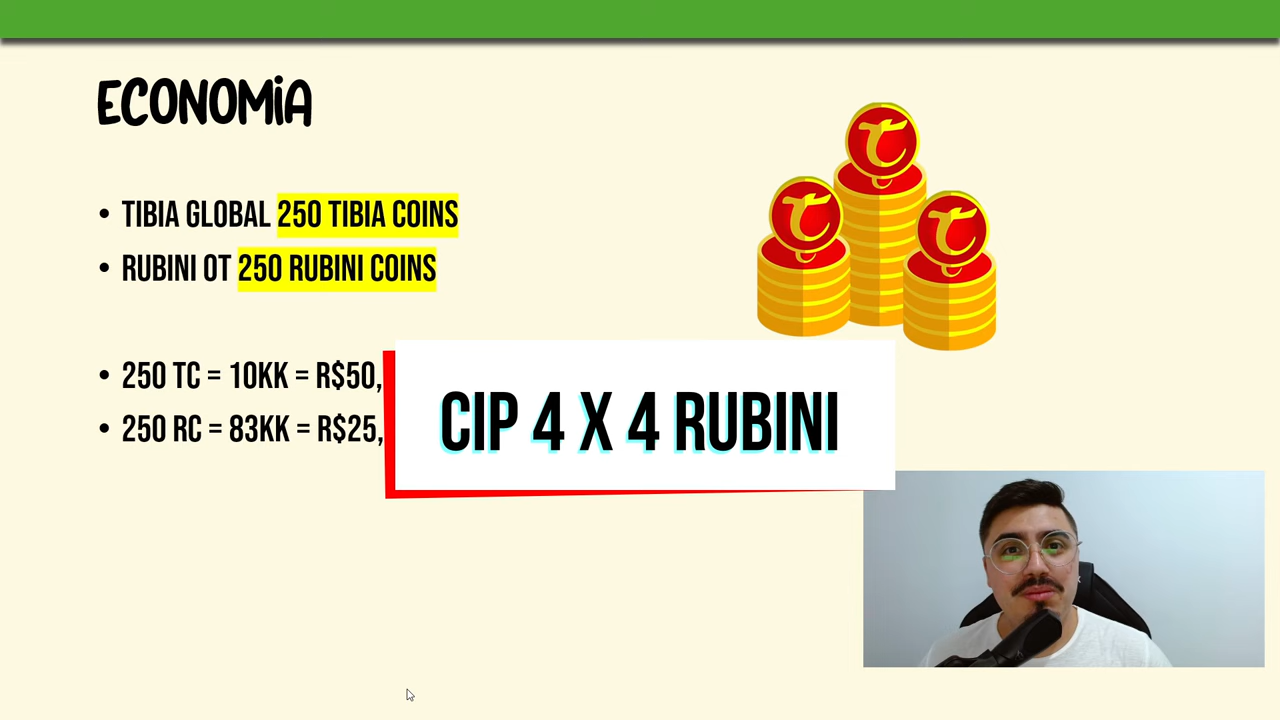 ECONOMIA
• TIBIA GLOBAL 250 TIBIA COINS
• RUBINI OT 250 RUBINI COINS
• 250 TC = 10KK = R$50,
• 250 RC = 83KK = R$25,
CIP 4 X 4 RUBINI